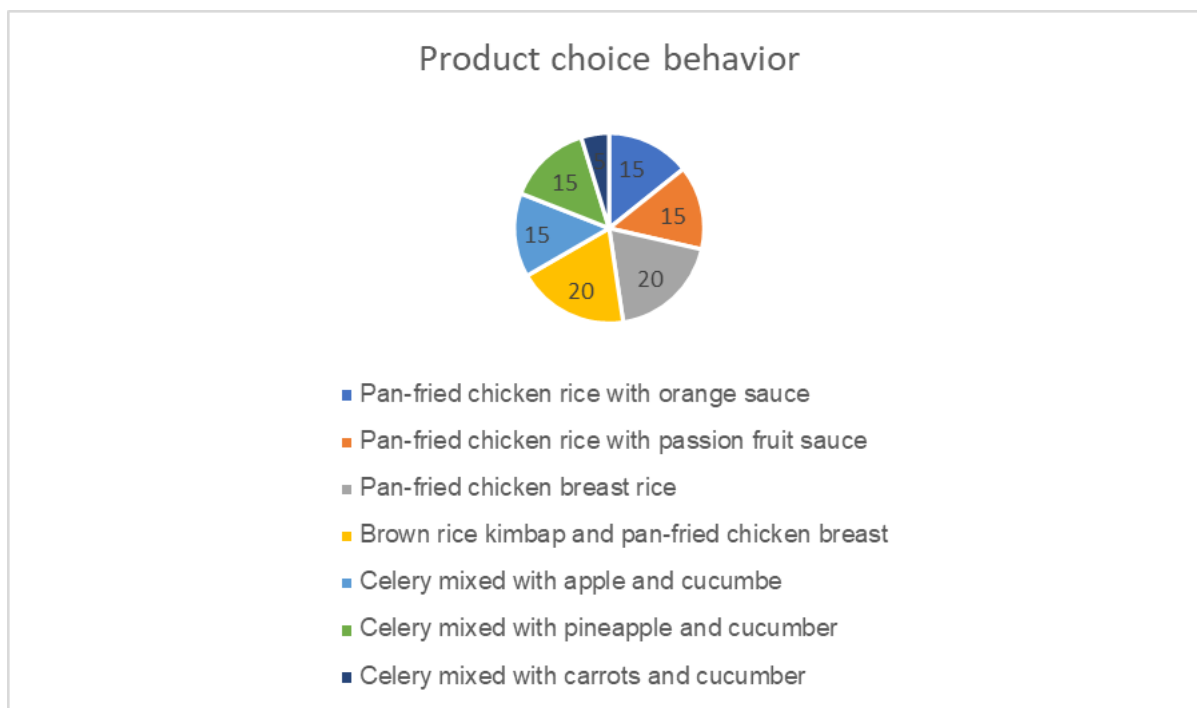 Product choice behavior
15
15
15
15
20
20
Pan-fried chicken rice with orange sauce
Pan-fried chicken rice with passion fruit sauce
Pan-fried chicken breast rice
Brown rice kimbap and pan-fried chicken breast
Celery mixed with apple and cucumbe
Celery mixed with pineapple and cucumber
Celery mixed with carrots and cucumber